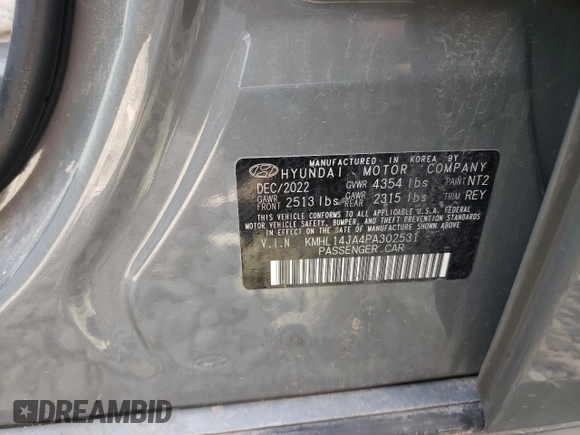 MANUFACTURED IN KOREA BY
HYUNDAI MOTOR COMPANY
DEC/2022 GVWR 4354 lbs PAINT NT2
GAWR FRONT 2513 lbs GAWR REAR 2315 lbs TRIM REY
THIS VEHICLE CONFORMS TO ALL APPLICABLE U.S.A. FEDERAL
MOTOR VEHICLE SAFETY, BUMPER, AND THEFT PREVENTION STANDARDS
IN EFFECT ON THE DATE OF MANUFACTURE SHOWN ABOVE.
V.I.N KMHL14JA4PA302531
PASSENGER CAR
DREAMBID